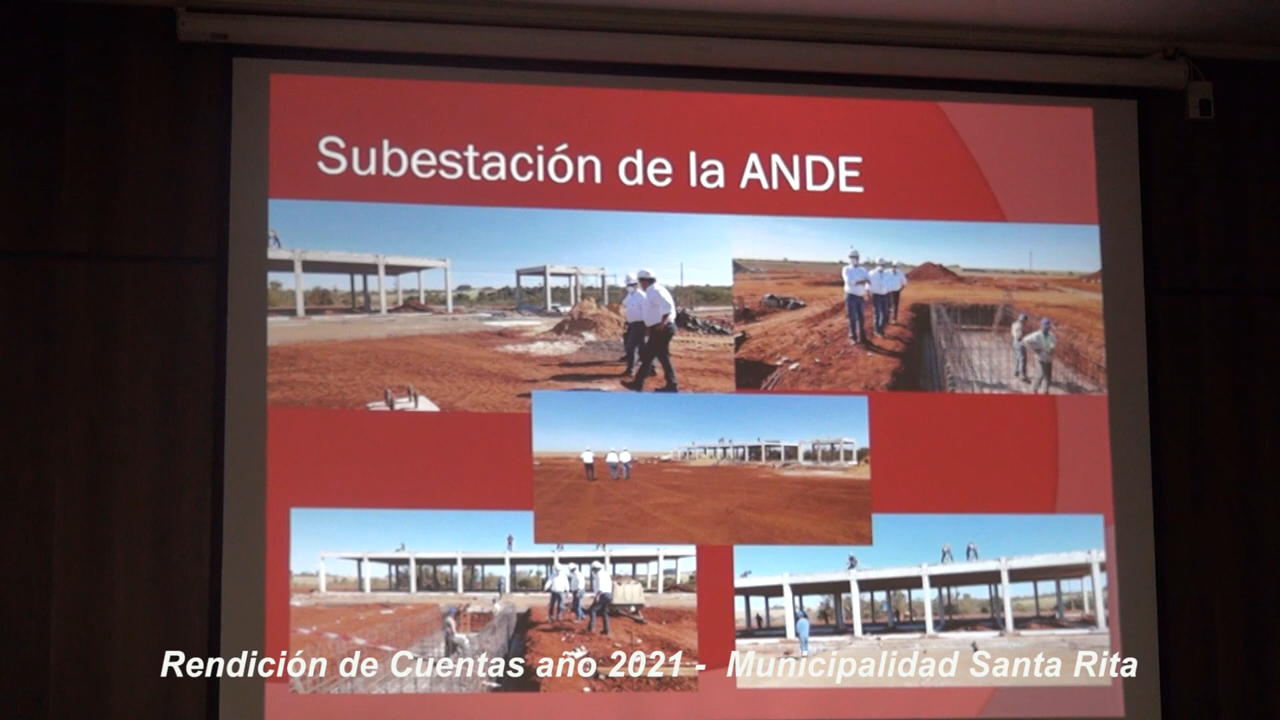 Subestación de la ANDE
Rendición de Cuentas año 2021 - Municipalidad Santa Rita